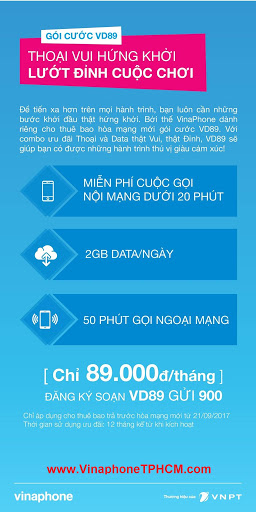 GÓI CƯỚC VD89
THOẠI VUI HỨNG KHỞI
LƯỚT ĐỈNH CUỘC CHƠI
Để tiến xa hơn trên mọi hành trình, bạn luôn cần những
bước khởi đầu thật hứng khởi. Bởi thế VinaPhone dành
riêng cho thuê bao hòa mạng mới gói cước VD89. Với
combo ưu đãi Thoại và Data thật Vui, thật Đỉnh, VD89 sẽ
giúp bạn có được những hành trình thú vị giàu cảm xúc!
MIỄN PHÍ CUỘC GỌI
NỘI MẠNG DƯỚI 20 PHÚT
2GB DATA/NGÀY
50 PHÚT GỌI NGOẠI MẠNG
[ Chỉ 89.000đ/tháng ]
ĐĂNG KÝ SOẠN VD89 GỬI 900
Chỉ áp dụng cho thuê bao trả trước hòa mạng mới từ 21/09/2017
Thời gian sử dụng ưu đãi: 12 tháng kể từ khi kích hoạt
www.VinaphoneTPHCM.com
vinaphone
Thương hiệu của VNPT